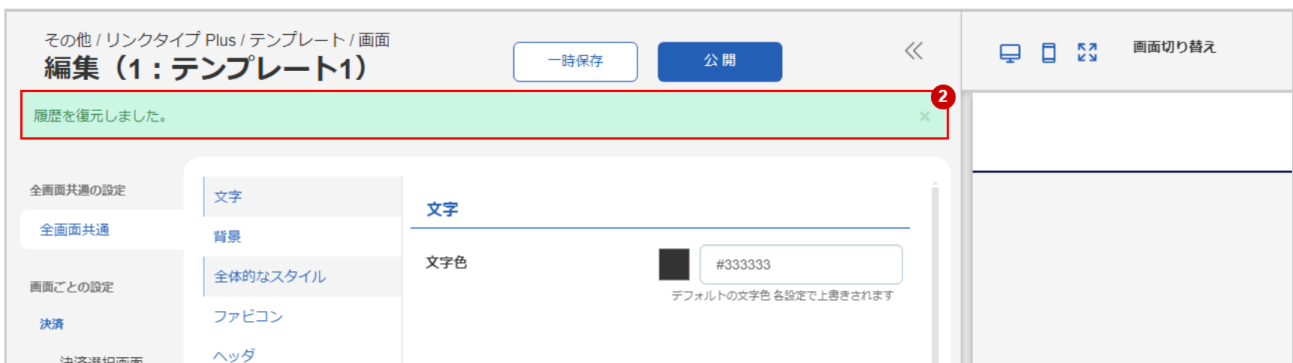 その他 / リンクタイプ Plus / テンプレート / 画面
編集（1：テンプレート1）
一時保存
公開
画面切り替え
2
履歴を復元しました。
×
全画面共通の設定
全画面共通
画面ごとの設定
決済
決済選択画面
文字
背景
全体的なスタイル
ファビコン
ヘッダ
文字
文字色
#333333
デフォルトの文字色 各設定で上書きされます